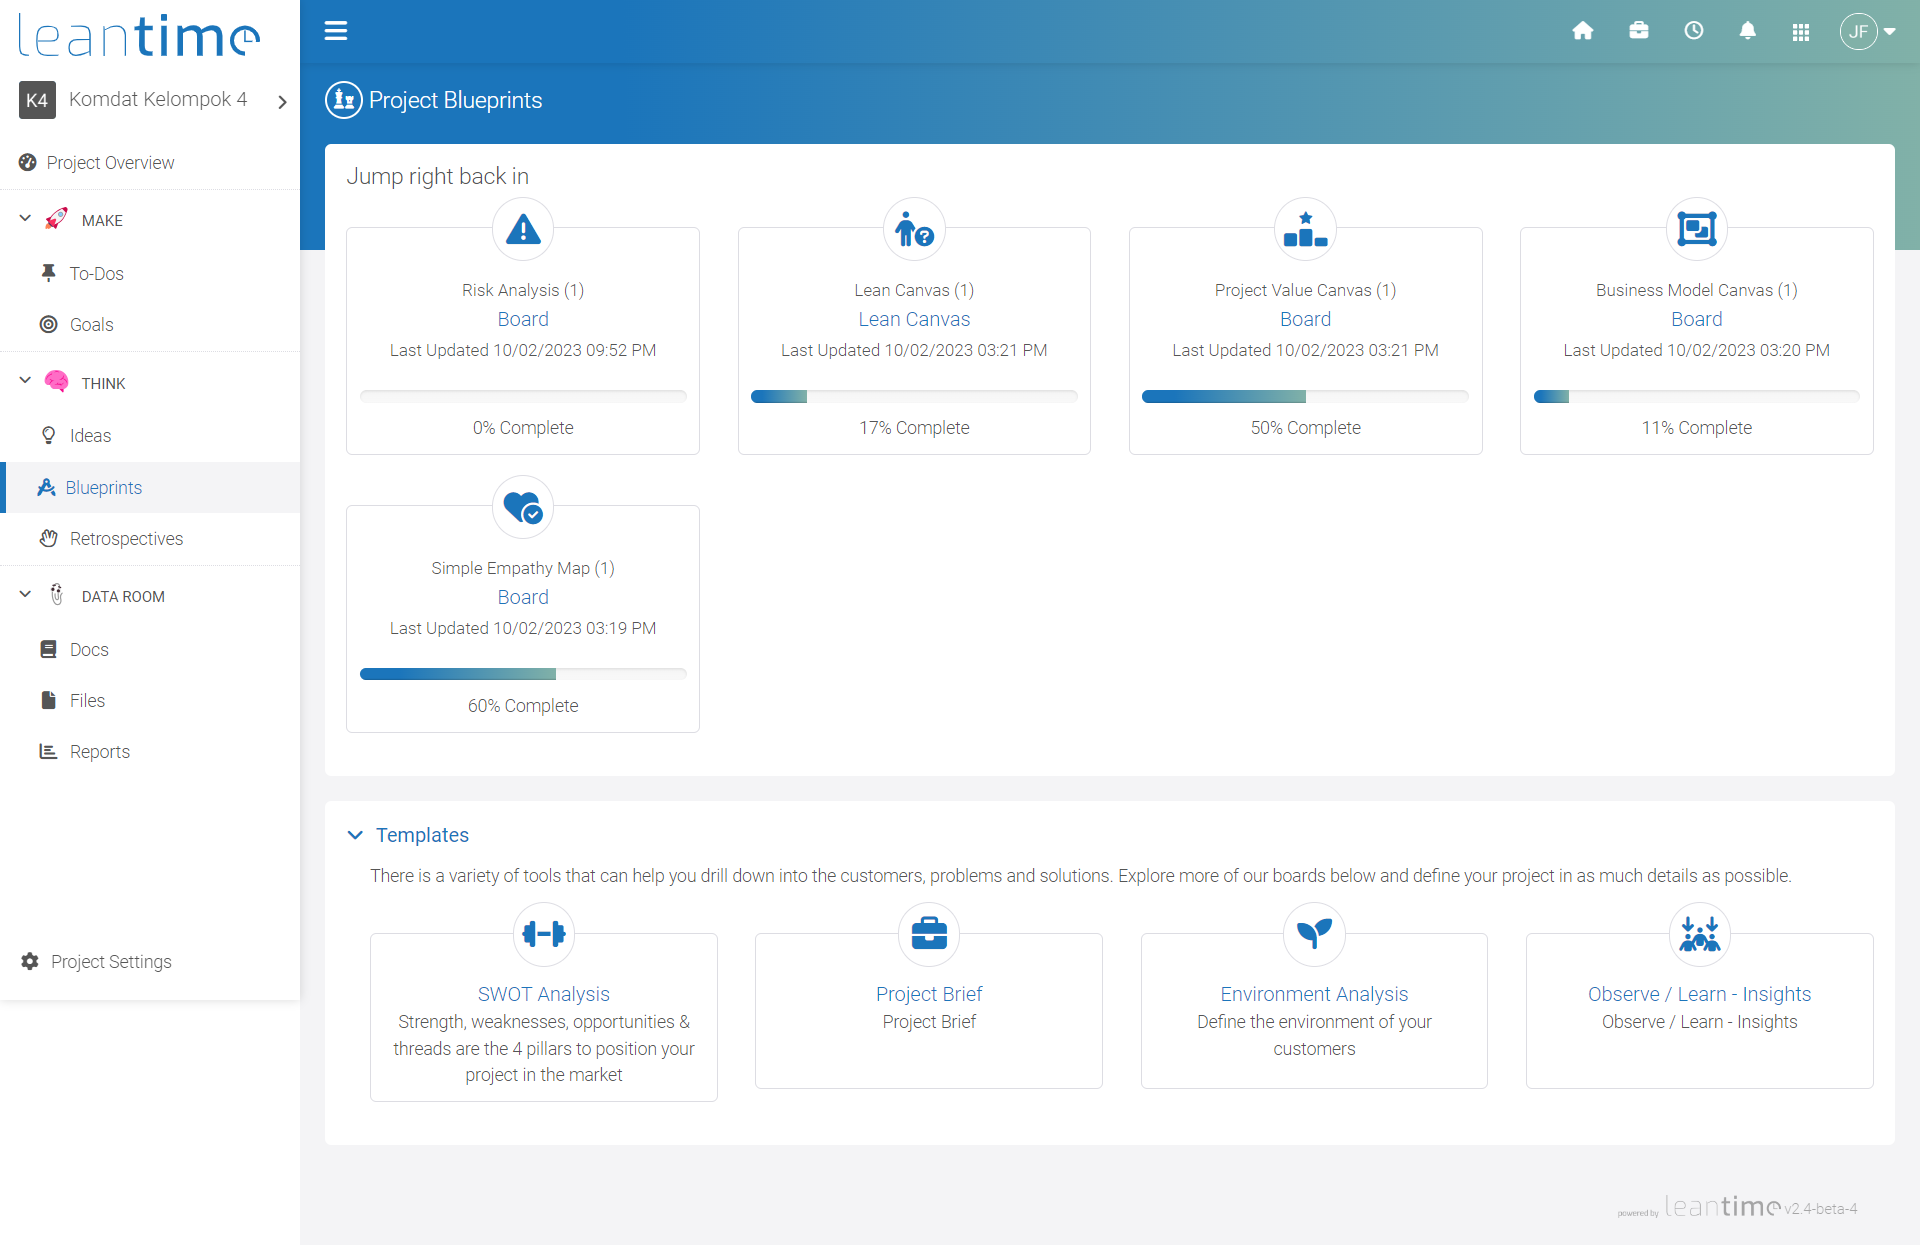 leantime
K4 Komdat Kelompok 4
Project Overview
MAKE
To-Dos
Goals
THINK
Ideas
Blueprints
Retrospectives
DATA ROOM
Docs
Files
Reports
Project Settings
JF
Project Blueprints
Jump right back in
Risk Analysis (1)
Board
Last Updated 10/02/2023 09:52 PM
0% Complete
Lean Canvas (1)
Lean Canvas
Last Updated 10/02/2023 03:21 PM
17% Complete
Project Value Canvas (1)
Board
Last Updated 10/02/2023 03:21 PM
50% Complete
Business Model Canvas (1)
Board
Last Updated 10/02/2023 03:20 PM
11% Complete
Simple Empathy Map (1)
Board
Last Updated 10/02/2023 03:19 PM
60% Complete
Templates
There is a variety of tools that can help you drill down into the customers, problems and solutions. Explore more of our boards below and define your project in as much details as possible.
SWOT Analysis
Strength, weaknesses, opportunities &
threads are the 4 pillars to position your
project in the market
Project Brief
Project Brief
Environment Analysis
Define the environment of your
customers
Observe / Learn - Insights
Observe / Learn - Insights
powered by leantime v2.4-beta-4